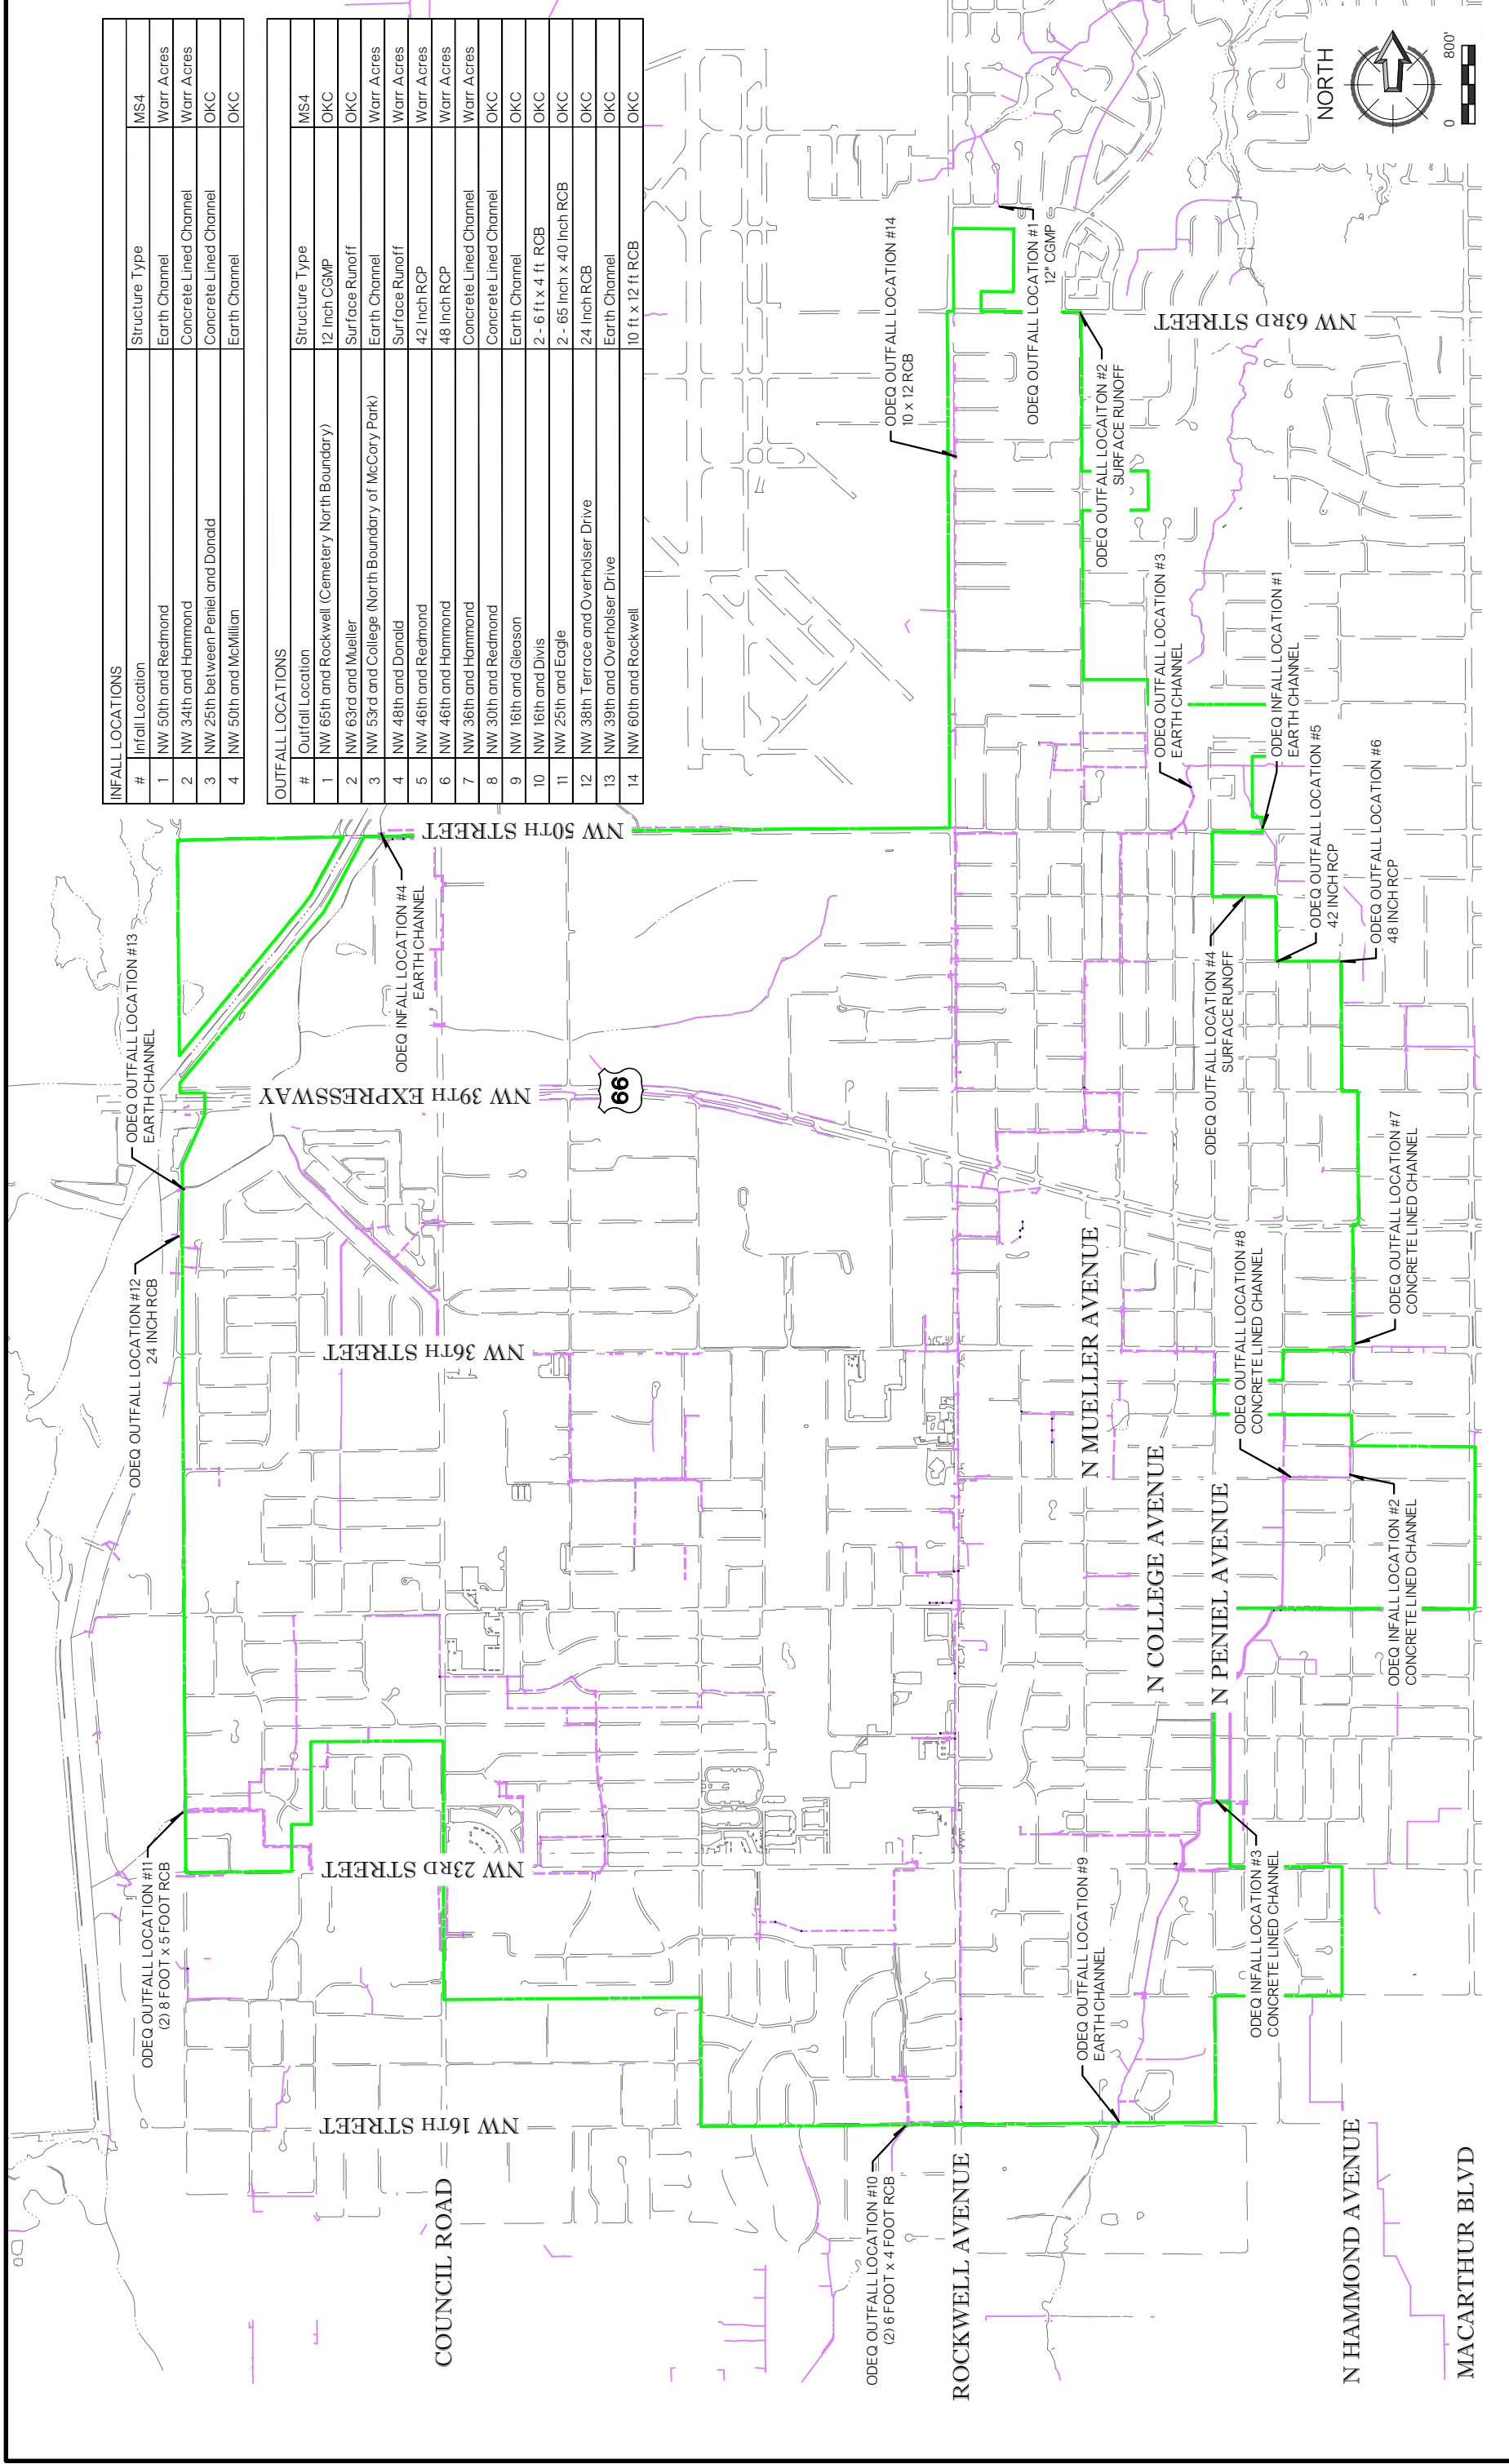 INFALL LOCATIONS
# Infall Location Structure Type MS4
1 NW 50th and Redmond Earth Channel Warr Acres
2 NW 34th and Hammond Concrete Lined Channel Warr Acres
3 NW 25th between Peniel and Donald Concrete Lined Channel OKC
4 NW 50th and McMillian Earth Channel OKC
OUTFALL LOCATIONS
# Outfall Location Structure Type MS4
1 NW 65th and Rockwell (Cemetery North Boundary) 12 Inch CGMP OKC
2 NW 63rd and Mueller Surface Runoff OKC
3 NW 53rd and College (North Boundary of McCory Park) Earth Channel Warr Acres
4 NW 48th and Donald Surface Runoff Warr Acres
5 NW 46th and Redmond 42 Inch RCP Warr Acres
6 NW 46th and Hammond 48 Inch RCP Warr Acres
7 NW 36th and Hammond Concrete Lined Channel Warr Acres
8 NW 30th and Redmond Concrete Lined Channel OKC
9 NW 16th and Gleason Earth Channel OKC
10 NW 16th and Divis 2 - 6 ft x 4 ft RCB OKC
11 NW 25th and Eagle 2 - 65 Inch x 40 Inch RCB OKC
12 NW 38th Terrace and Overholser Drive 24 Inch RCB OKC
13 NW 39th and Overholser Drive Earth Channel OKC
14 NW 60th and Rockwell 10 ft x 12 ft RCB OKC
ODEQ OUTFALL LOCATION #13
EARTH CHANNEL
ODEQ OUTFALL LOCATION #12
24 INCH RCB
ODEQ OUTFALL LOCATION #11
(2) 8 FOOT x 5 FOOT RCB
ODEQ INFALL LOCATION #4
EARTH CHANNEL
NW 50TH STREET
NW 39TH EXPRESSWAY
66
NW 36TH STREET
NW 23RD STREET
NW 16TH STREET
COUNCIL ROAD
ODEQ OUTFALL LOCATION #10
(2) 6 FOOT x 4 FOOT RCB
ROCKWELL AVENUE
ODEQ OUTFALL LOCATION #14
10 x 12 RCB
ODEQ OUTFALL LOCATION #1
12" CGMP
ODEQ OUTFALL LOCAITON #2
SURFACE RUNOFF
NW 63RD STREET
ODEQ OUTFALL LOCATION #3
EARTH CHANNEL
ODEQ INFALL LOCATION #1
EARTH CHANNEL
ODEQ OUTFALL LOCATION #5
42 INCH RCP
ODEQ OUTFALL LOCATION #6
48 INCH RCP
ODEQ OUTFALL LOCATION #4
SURFACE RUNOFF
ODEQ OUTFALL LOCATION #7
CONCRETE LINED CHANNEL
ODEQ OUTFALL LOCATION #8
CONCRETE LINED CHANNEL
N MUELLER AVENUE
N COLLEGE AVENUE
N PENIEL AVENUE
ODEQ INFALL LOCATION #2
CONCRETE LINED CHANNEL
ODEQ OUTFALL LOCATION #9
EARTH CHANNEL
ODEQ INFALL LOCATION #3
CONCRETE LINED CHANNEL
N HAMMOND AVENUE
MACARTHUR BLVD
NORTH
0 800'